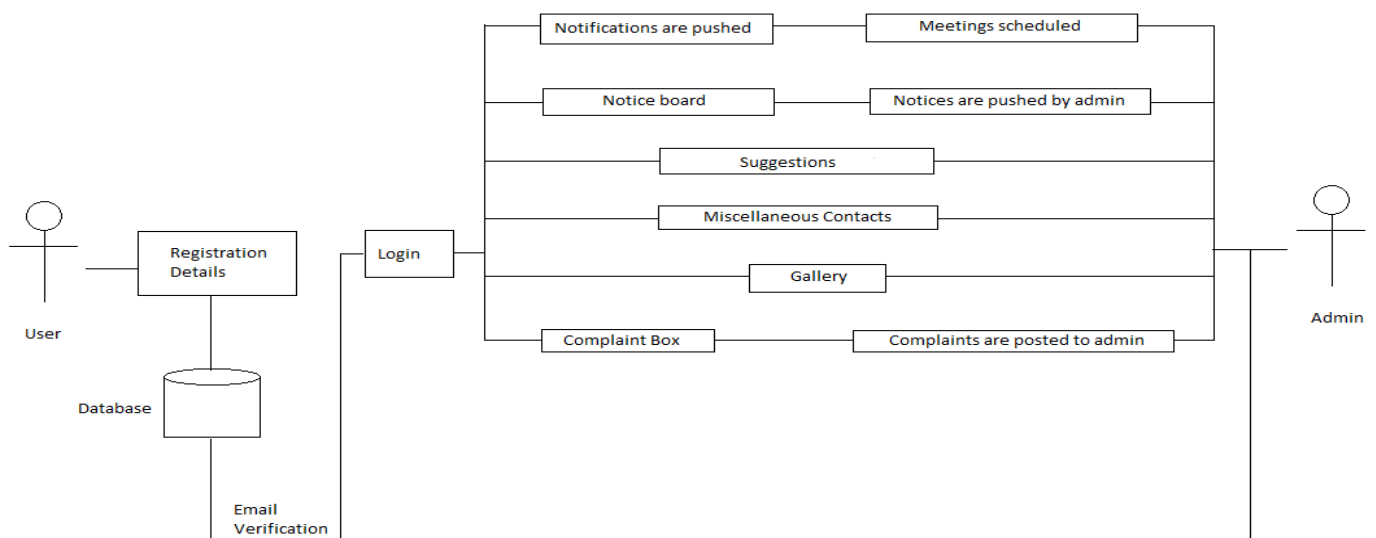 Notifications are pushed
Meetings scheduled
Notice board
Notices are pushed by admin
Suggestions
Miscellaneous Contacts
Registration
Details
Login
Gallery
User
Admin
Complaint Box
Complaints are posted to admin
Database
Email
Verification